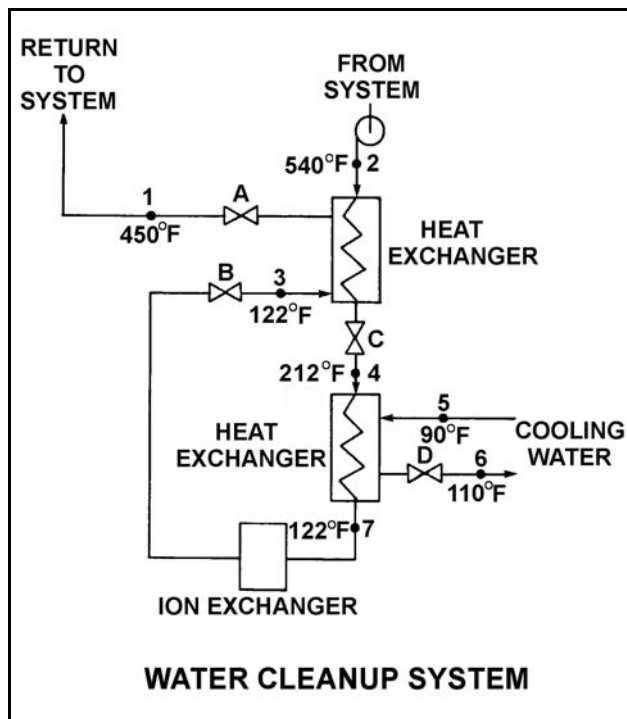 RETURN
TO
SYSTEM
FROM
SYSTEM
540°F
2
1
A
450°F
HEAT
EXCHANGER
B
3
122°F
C
212°F
4
HEAT
EXCHANGER
5
90°F
COOLING
WATER
D
6
110°F
122°F
7
ION EXCHANGER
WATER CLEANUP SYSTEM